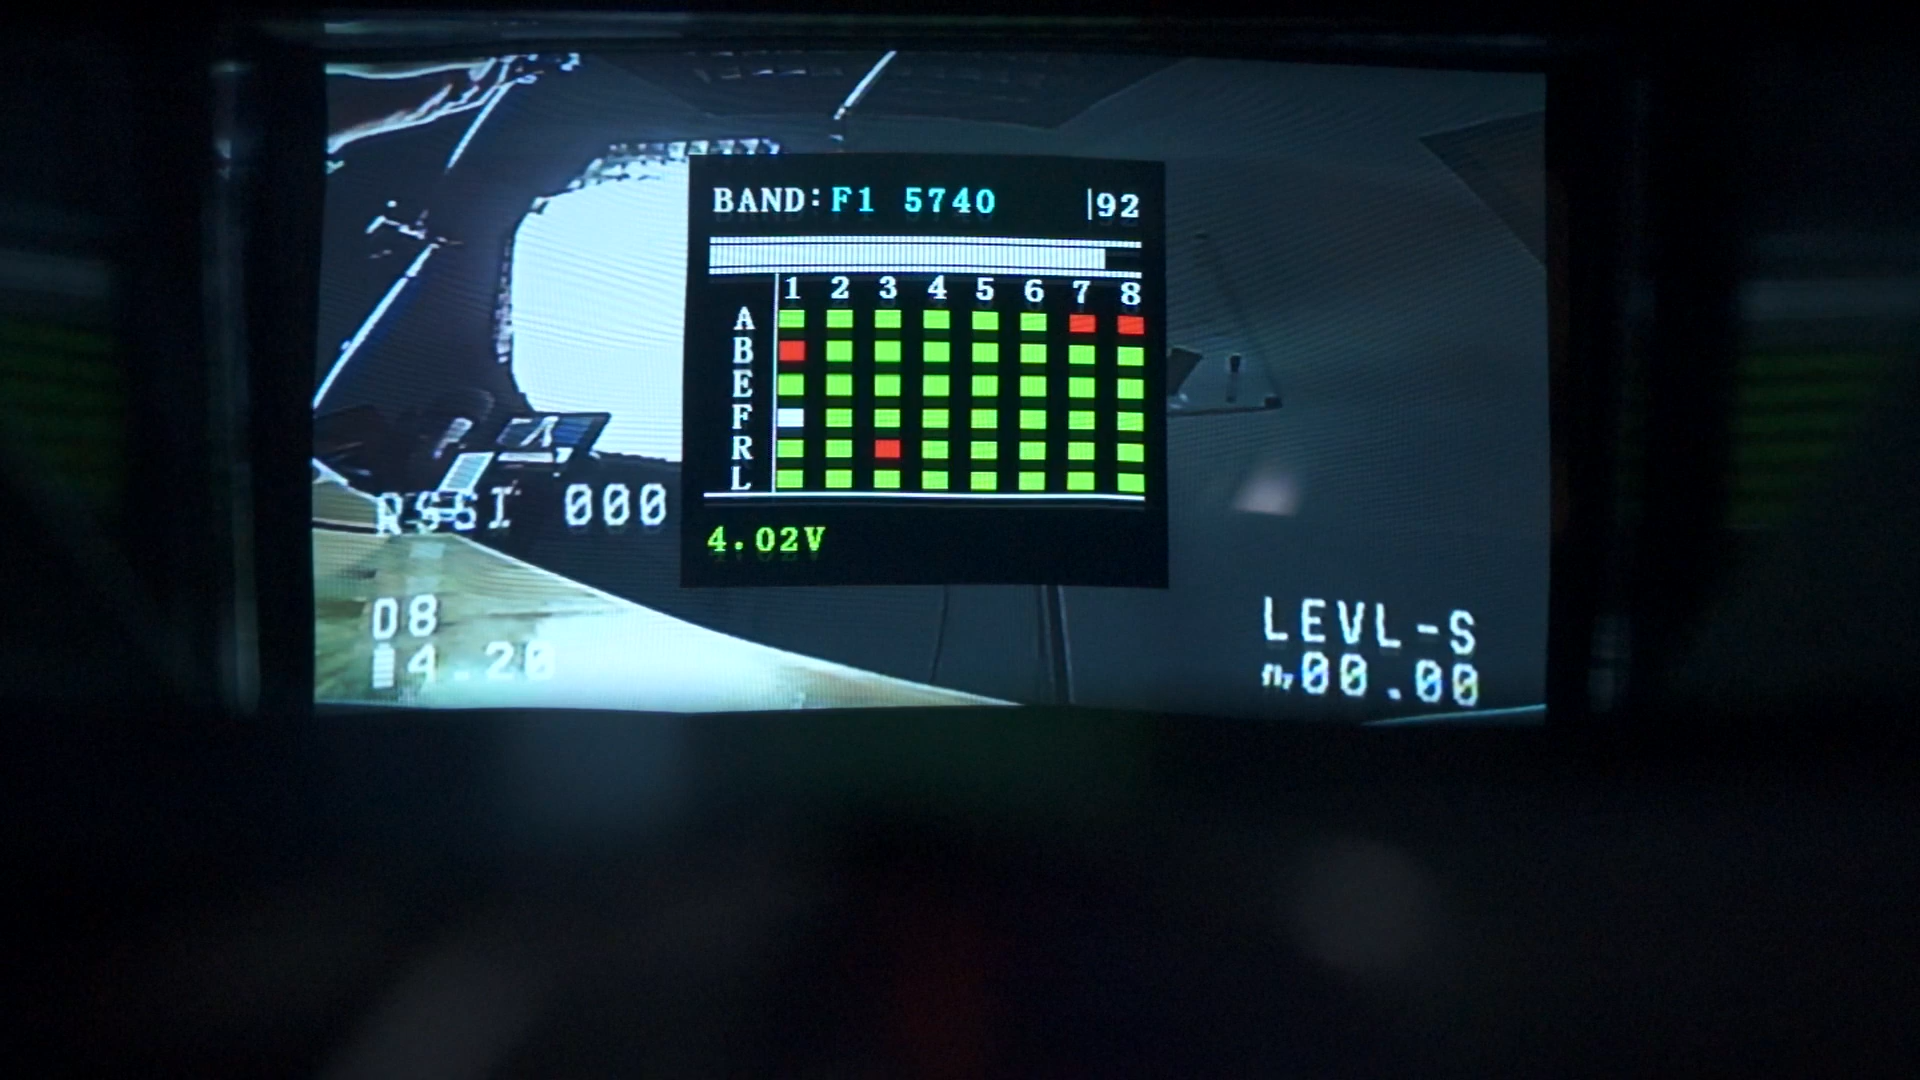 BAND:F1 5740 |92
1 2 3 4 5 6 7 8
A
B
E
F
R
L
RSSI 000
4.02V
08
4.20
LEVL-S
00.00